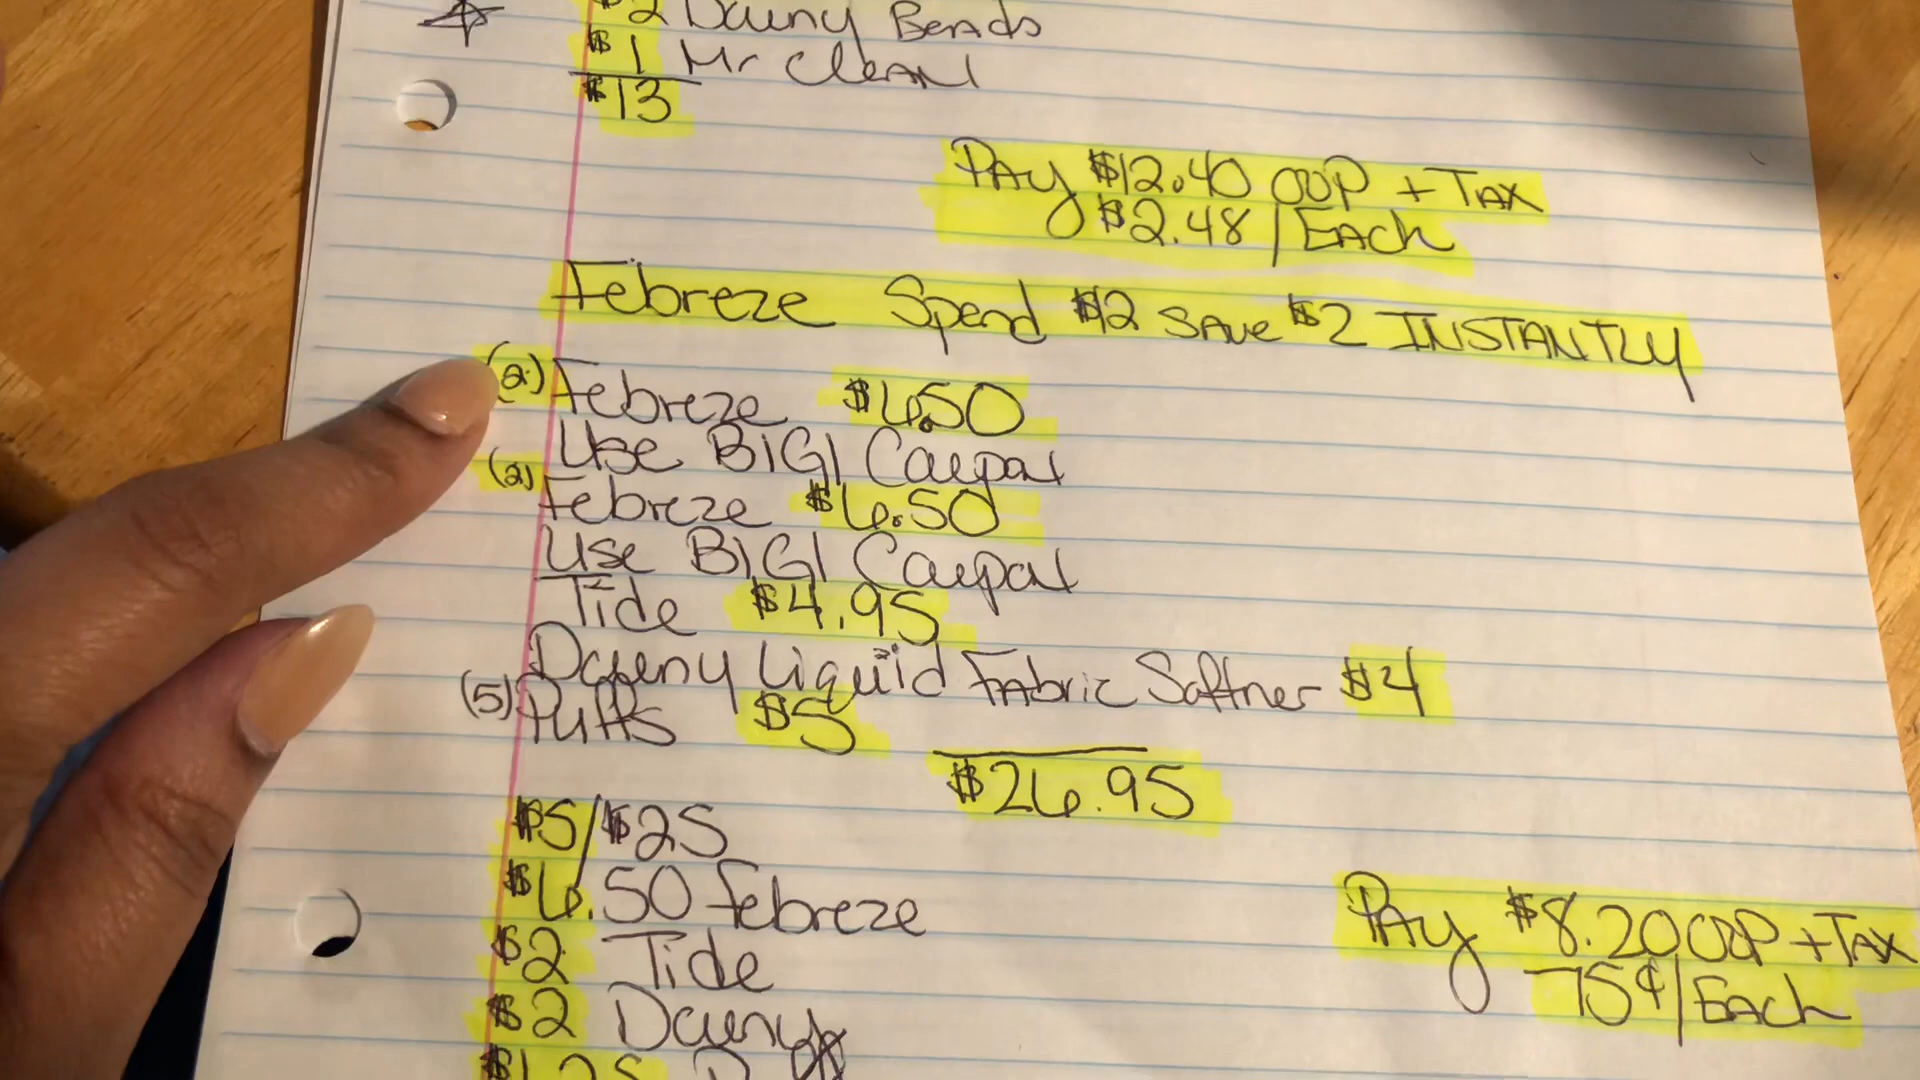 $2 Downy Beads
$1 Mr Clean
$13
Pay $12.40 OOP + Tax
$2.48 / Each
Febreze Spend $12 save $2 INSTANTLY
(2) Febreze $6.50
Use B1G1 Coupon
(2) Febreze $6.50
Use B1G1 Coupon
Tide $4.95
Downy Liquid Fabric Softner $4
(5) Puffs $5
$26.95
$5/$25
$6.50 Febreze
$2 Tide
$2 Downy
Pay $8.20 OOP + Tax
75¢ / Each